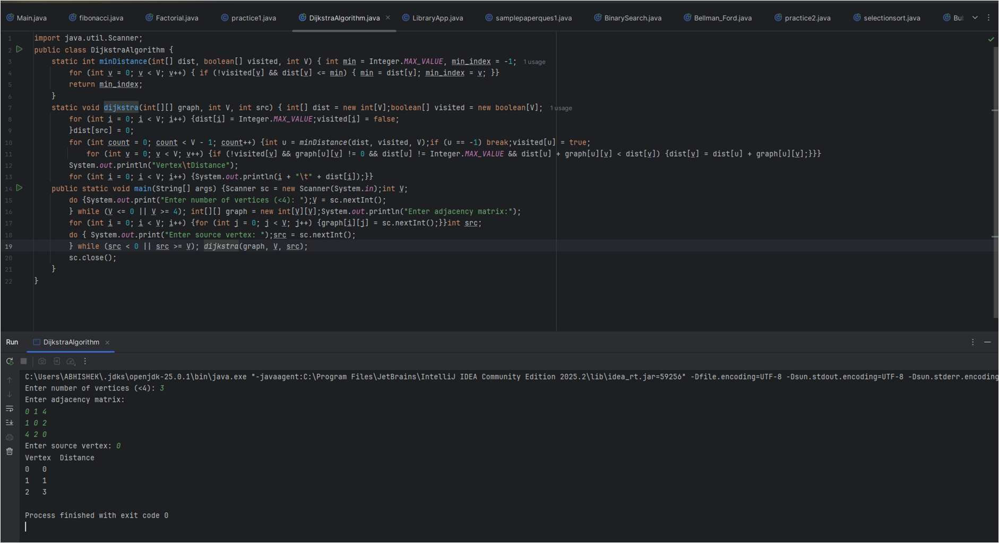 Main.java fibonacci.java Factorial.java practice1.java DijkstraAlgorithm.java LibraryApp.java samplepaperques1.java BinarySearch.java Bellman_Ford.java practice2.java selectionsort.java Bu
1 import java.util.Scanner;
2 public class DijkstraAlgorithm {
3 static int minDistance(int[] dist, boolean[] visited, int V) { int min = Integer.MAX_VALUE, min_index = -1; 1 usage
4 for (int v = 0; v < V; v++) { if (!visited[v] && dist[v] <= min) { min = dist[v]; min_index = v; }}
5 return min_index;
6 }
7 static void dijkstra(int[][] graph, int V, int src) { int[] dist = new int[V];boolean[] visited = new boolean[V]; 1 usage
8 for (int i = 0; i < V; i++) {dist[i] = Integer.MAX_VALUE;visited[i] = false;
9 }dist[src] = 0;
10 for (int count = 0; count < V - 1; count++) {int u = minDistance(dist, visited, V);if (u == -1) break;visited[u] = true;
11 for (int v = 0; v < V; v++) {if (!visited[v] && graph[u][v] != 0 && dist[u] != Integer.MAX_VALUE && dist[u] + graph[u][v] < dist[v]) {dist[v] = dist[u] + graph[u][v];}}}
12 System.out.println("Vertex\tDistance");
13 for (int i = 0; i < V; i++) {System.out.println(i + "\t" + dist[i]);}}
14 public static void main(String[] args) {Scanner sc = new Scanner(System.in);int V;
15 do {System.out.print("Enter number of vertices (<4): ");V = sc.nextInt();
16 } while (V <= 0 || V >= 4); int[][] graph = new int[V][V];System.out.println("Enter adjacency matrix:");
17 for (int i = 0; i < V; i++) {for (int j = 0; j < V; j++) {graph[i][j] = sc.nextInt();}}int src;
18 do { System.out.print("Enter source vertex: ");src = sc.nextInt();
19 } while (src < 0 || src >= V); dijkstra(graph, V, src);
20 sc.close();
21 }
22 }
Run DijkstraAlgorithm
C:\Users\ABHISHEK\.jdks\openjdk-25.0.1\bin\java.exe "-javaagent:C:\Program Files\JetBrains\IntelliJ IDEA Community Edition 2025.2\lib\idea_rt.jar=59256" -Dfile.encoding=UTF-8 -Dsun.stdout.encoding=UTF-8 -Dsun.stderr.encoding
Enter number of vertices (<4): 3
Enter adjacency matrix:
0 1 4
1 0 2
4 2 0
Enter source vertex: 0
Vertex Distance
0 0
1 1
2 3
Process finished with exit code 0